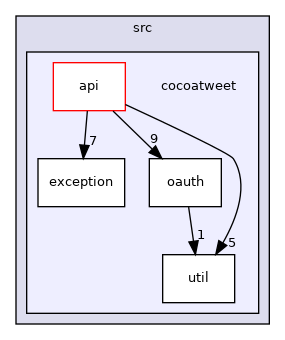 src
cocoatweet
api
7
9
exception
oauth
1
5
util